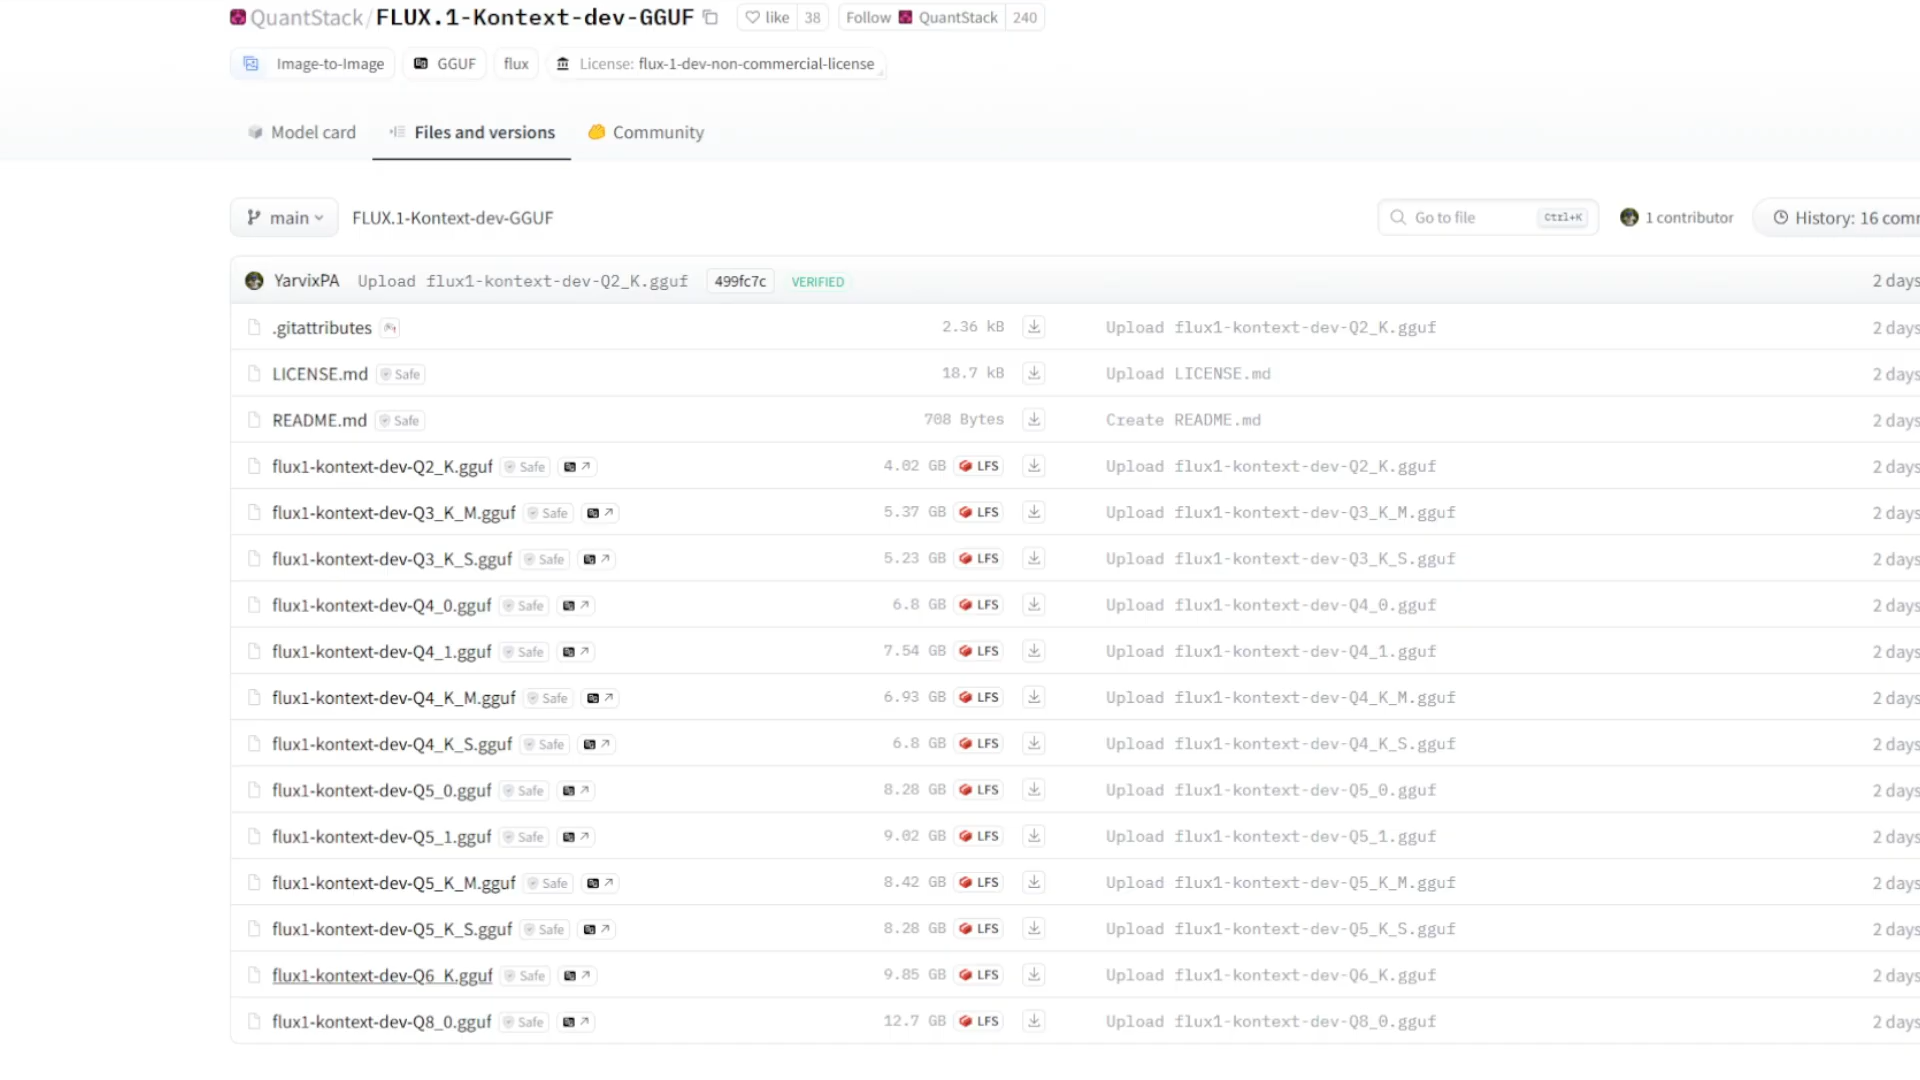 QuantStack/FLUX.1-Kontext-dev-GGUF like 38 Follow QuantStack 240
Image-to-Image GGUF flux License: flux-1-dev-non-commercial-license
Model card Files and versions Community
main FLUX.1-Kontext-dev-GGUF Go to file Ctrl+K 1 contributor History: 16 comm
YarvixPA Upload flux1-kontext-dev-Q2_K.gguf 499fc7c VERIFIED 2 days
.gitattributes 2.36 kB Upload flux1-kontext-dev-Q2_K.gguf 2 days
LICENSE.md Safe 18.7 kB Upload LICENSE.md 2 days
README.md Safe 708 Bytes Create README.md 2 days
flux1-kontext-dev-Q2_K.gguf Safe 4.02 GB LFS Upload flux1-kontext-dev-Q2_K.gguf 2 days
flux1-kontext-dev-Q3_K_M.gguf Safe 5.37 GB LFS Upload flux1-kontext-dev-Q3_K_M.gguf 2 days
flux1-kontext-dev-Q3_K_S.gguf Safe 5.23 GB LFS Upload flux1-kontext-dev-Q3_K_S.gguf 2 days
flux1-kontext-dev-Q4_0.gguf Safe 6.8 GB LFS Upload flux1-kontext-dev-Q4_0.gguf 2 days
flux1-kontext-dev-Q4_1.gguf Safe 7.54 GB LFS Upload flux1-kontext-dev-Q4_1.gguf 2 days
flux1-kontext-dev-Q4_K_M.gguf Safe 6.93 GB LFS Upload flux1-kontext-dev-Q4_K_M.gguf 2 days
flux1-kontext-dev-Q4_K_S.gguf Safe 6.8 GB LFS Upload flux1-kontext-dev-Q4_K_S.gguf 2 days
flux1-kontext-dev-Q5_0.gguf Safe 8.28 GB LFS Upload flux1-kontext-dev-Q5_0.gguf 2 days
flux1-kontext-dev-Q5_1.gguf Safe 9.02 GB LFS Upload flux1-kontext-dev-Q5_1.gguf 2 days
flux1-kontext-dev-Q5_K_M.gguf Safe 8.42 GB LFS Upload flux1-kontext-dev-Q5_K_M.gguf 2 days
flux1-kontext-dev-Q5_K_S.gguf Safe 8.28 GB LFS Upload flux1-kontext-dev-Q5_K_S.gguf 2 days
flux1-kontext-dev-Q6_K.gguf Safe 9.85 GB LFS Upload flux1-kontext-dev-Q6_K.gguf 2 days
flux1-kontext-dev-Q8_0.gguf Safe 12.7 GB LFS Upload flux1-kontext-dev-Q8_0.gguf 2 days